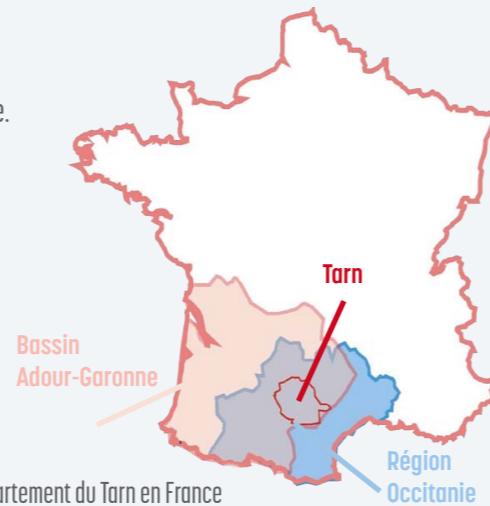 e.
Tarn
Bassin
Adour-Garonne
Région
Occitanie
artement du Tarn en France